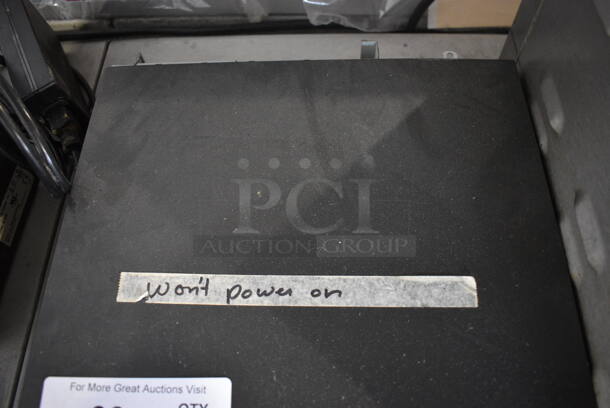 PCI
AUCTION GROUP
Won't power on
For More Great Auctions Visit
QTY